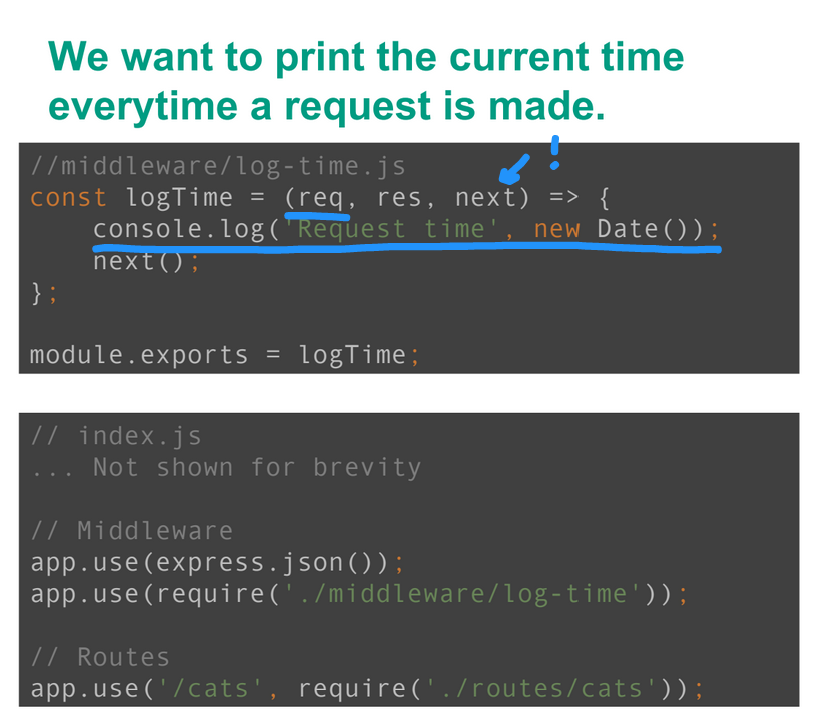 We want to print the current time
everytime a request is made.
!
//middleware/log-time.js
const logTime = (req, res, next) => {
    console.log('Request time', new Date());
    next();
};
module.exports = logTime;
// index.js
... Not shown for brevity
// Middleware
app.use(express.json());
app.use(require('./middleware/log-time'));
// Routes
app.use('/cats', require('./routes/cats'));